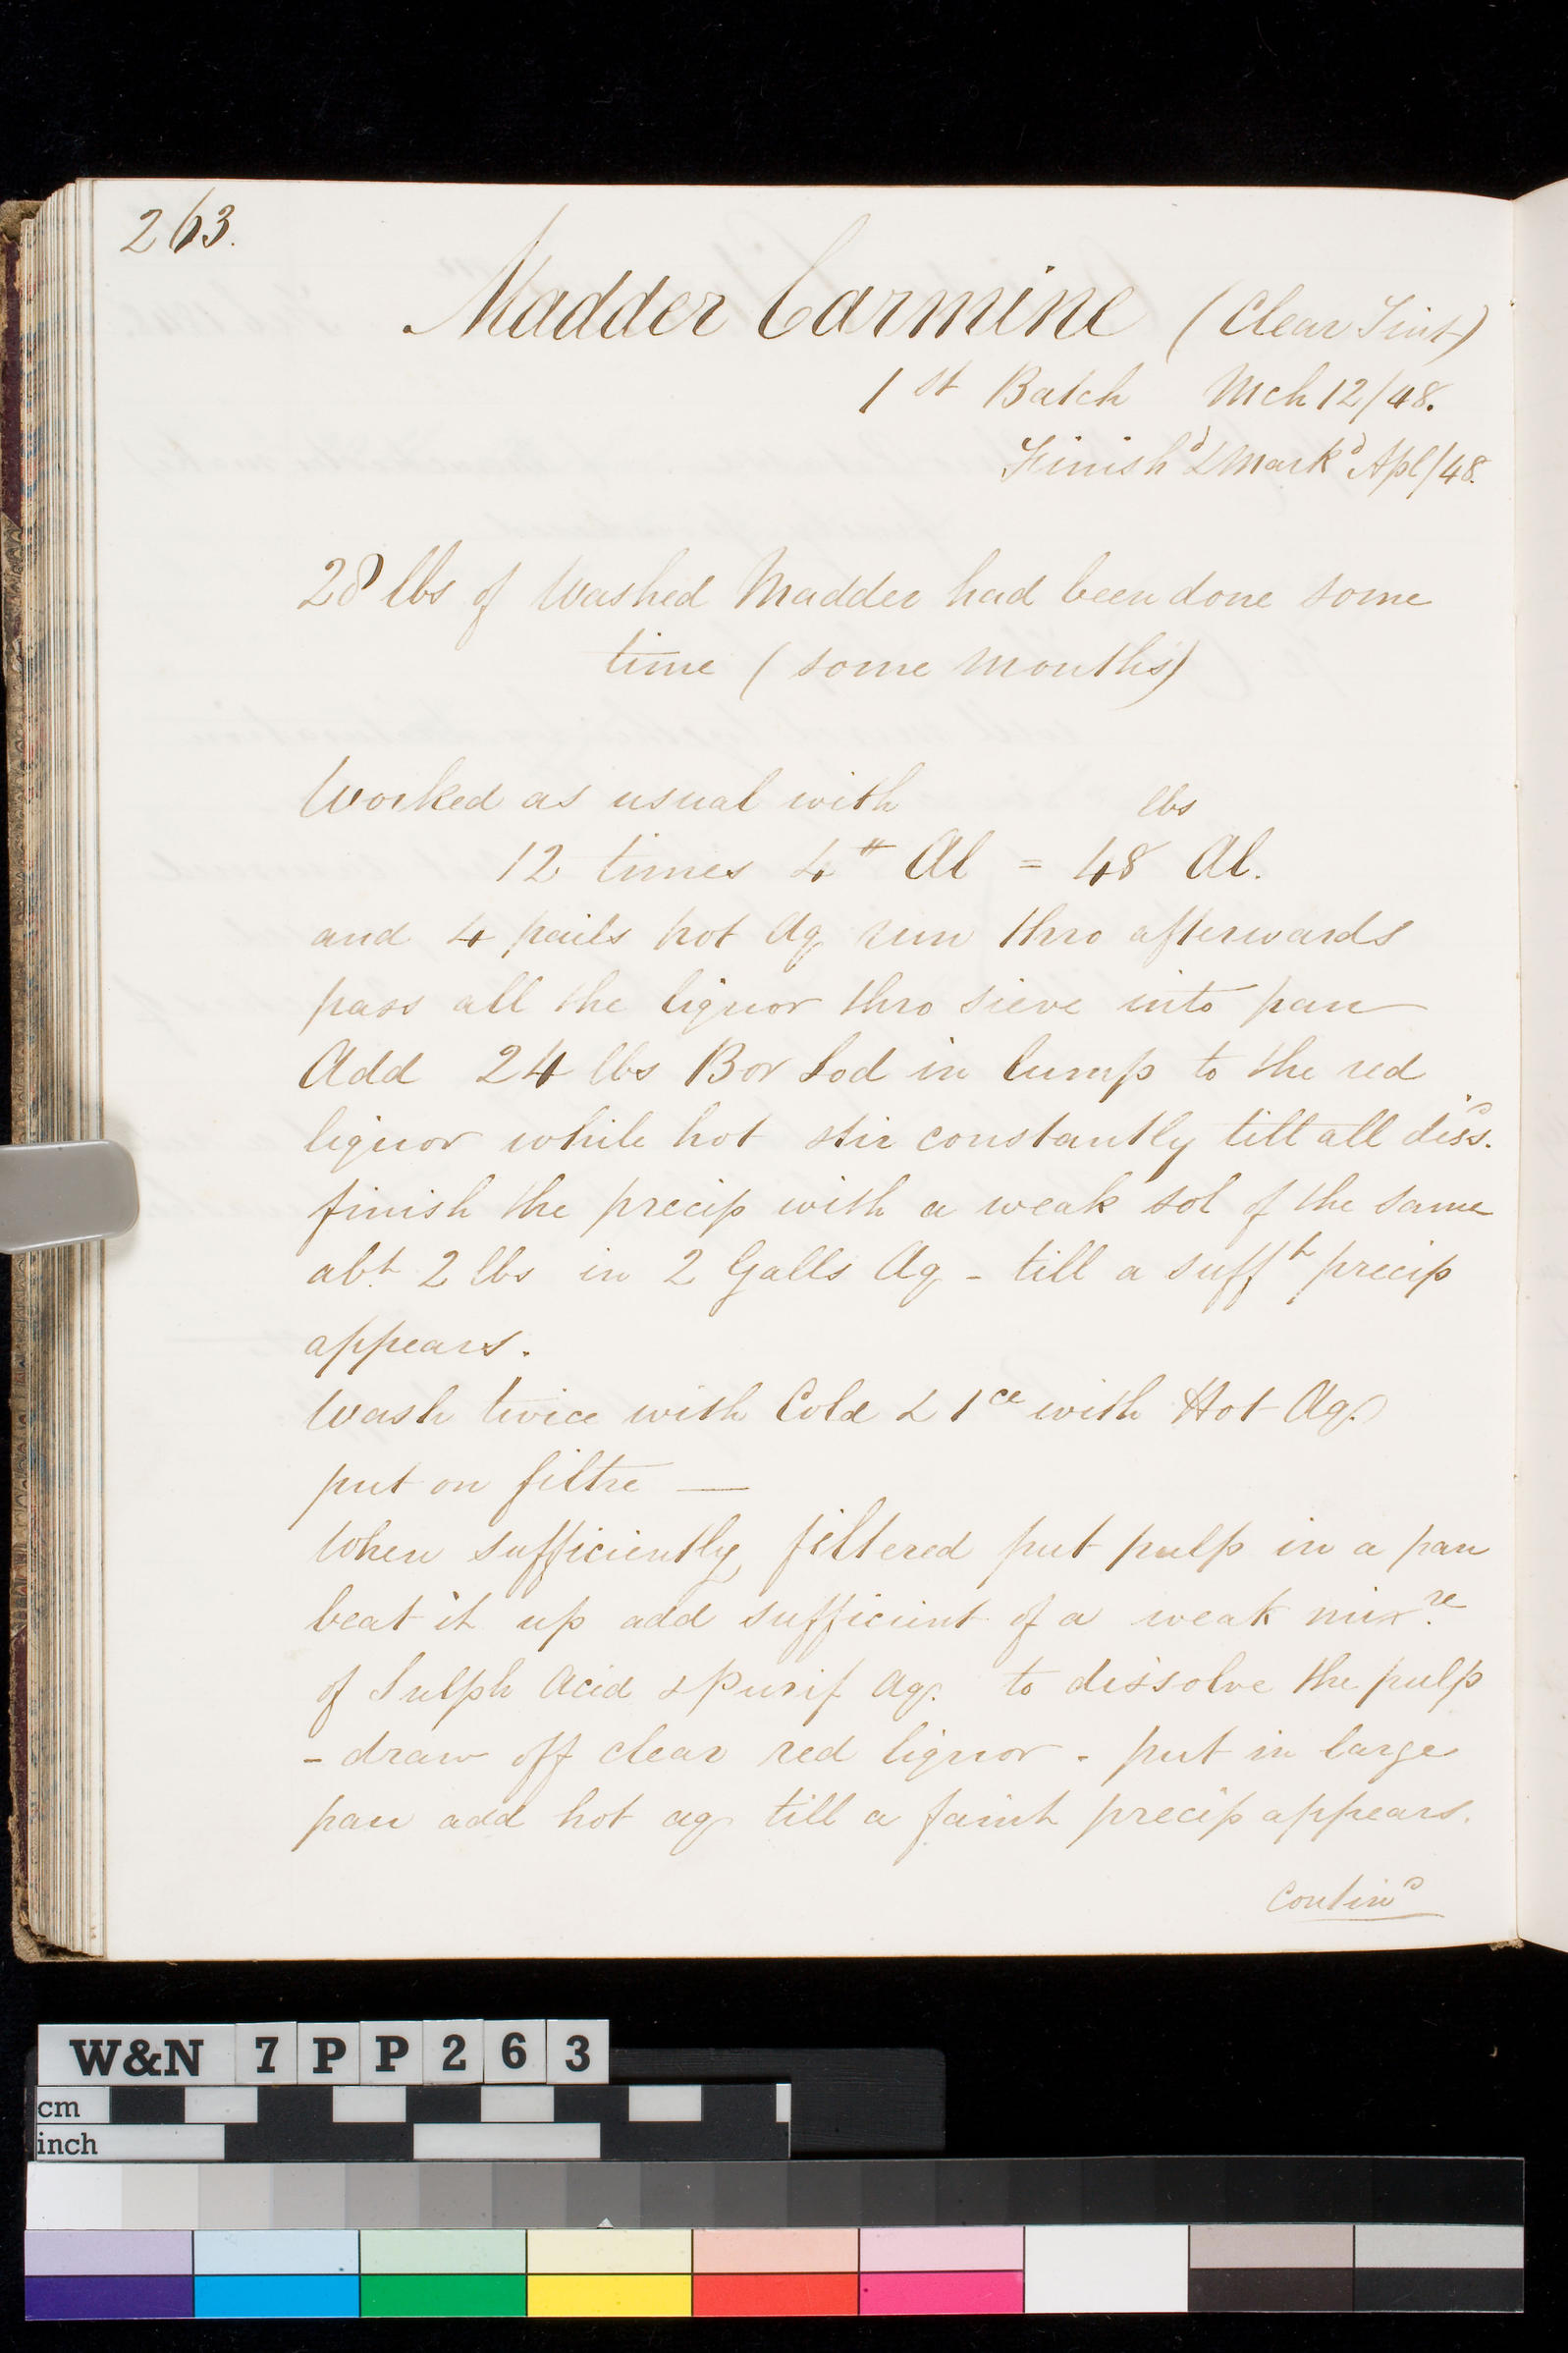 263.
Madder Carmine (Clear Tint)
1st Batch Mch 12/48.
Finishd & Markd Apl/48.
28 lbs of Washed Madder had been done some
time (some months)
Worked as usual with
lbs
12 times 4# Al = 48 Al.
and 4 pails hot Aq run thro afterwards
pass all the liquor thro sieve into pan
Add 24 lbs Bor Sod in lump to the red
liquor while hot stir constantly till all dissd.
finish the precip with a weak sol of the same
abt. 2 lbs in 2 Galls Aq - till a sufft precip
appears.
Wash twice with Cold & 1ce with Hot Aq.
put on filtre —
When sufficiently filtered put pulp in a pan
beat it up add sufficient of a weak mixre.
of Sulph Acid & Purif Aq. to dissolve the pulp
- draw off clear red liquor - put in large
pan add hot aq till a faint precip appears.
Contind
W&N 7PP263
cm
inch